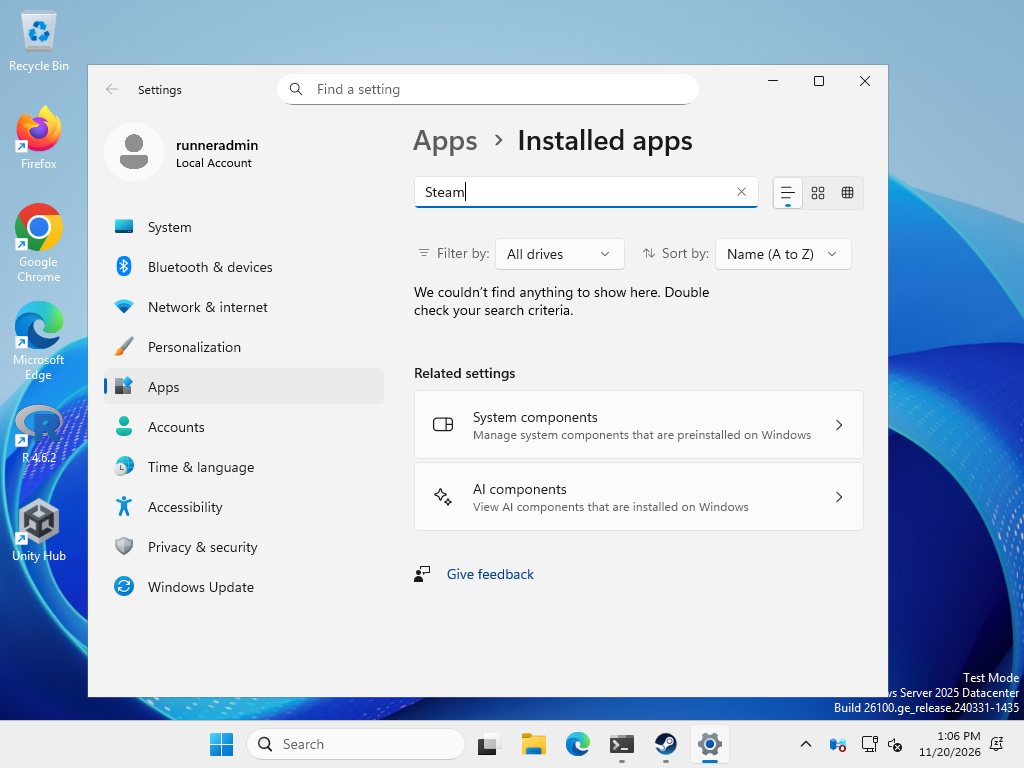 Recycle Bin
Firefox
Google
Chrome
Microsoft
Edge
R 4.6.2
Unity Hub
Settings
Find a setting
runneradmin
Local Account
System
Bluetooth & devices
Network & internet
Personalization
Apps
Accounts
Time & language
Accessibility
Privacy & security
Windows Update
Apps > Installed apps
Steam
Filter by:
All drives
Sort by:
Name (A to Z)
We couldn't find anything to show here. Double
check your search criteria.
Related settings
System components
Manage system components that are preinstalled on Windows
AI components
View AI components that are installed on Windows
Give feedback
Test Mode
s Server 2025 Datacenter
Build 26100.ge_release.240331-1435
Search
1:06 PM
11/20/2026